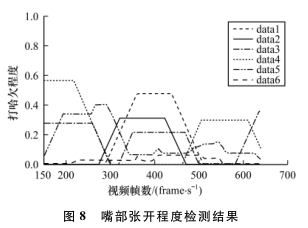 1.0
0.8
0.6
0.4
0.2
0
打哈欠程度
data1
data2
data3
data4
data5
data6
150 200 300 400 500 600 700
视频帧数/(frame·s⁻¹)
图 8 嘴部张开程度检测结果